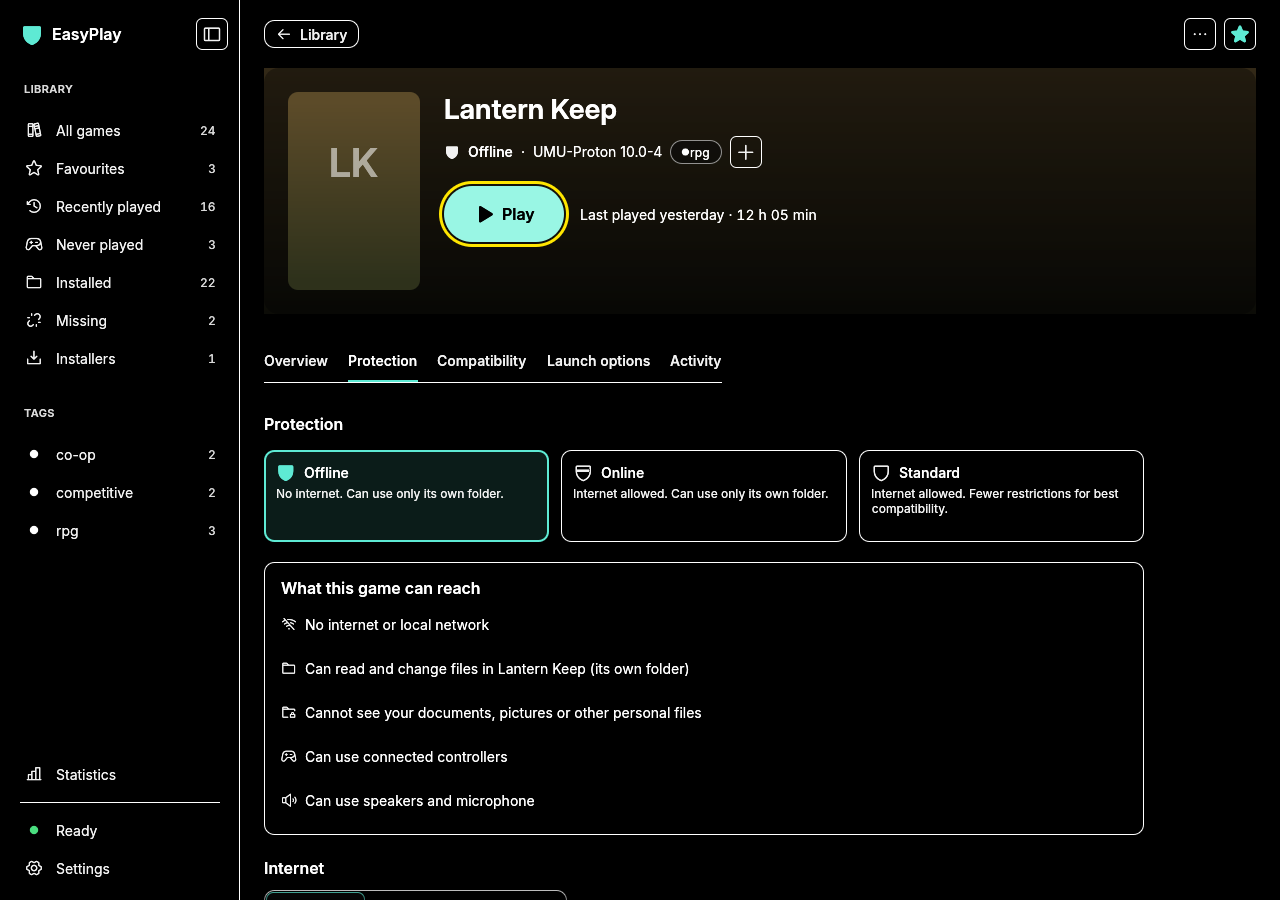 EasyPlay
LIBRARY
All games 24
Favourites 3
Recently played 16
Never played 3
Installed 22
Missing 2
Installers 1
TAGS
co-op 2
competitive 2
rpg 3
Statistics
Ready
Settings
Library
LK
Lantern Keep
Offline · UMU-Proton 10.0-4 rpg
Play
Last played yesterday · 12 h 05 min
Overview Protection Compatibility Launch options Activity
Protection
Offline
No internet. Can use only its own folder.
Online
Internet allowed. Can use only its own folder.
Standard
Internet allowed. Fewer restrictions for best
compatibility.
What this game can reach
No internet or local network
Can read and change files in Lantern Keep (its own folder)
Cannot see your documents, pictures or other personal files
Can use connected controllers
Can use speakers and microphone
Internet